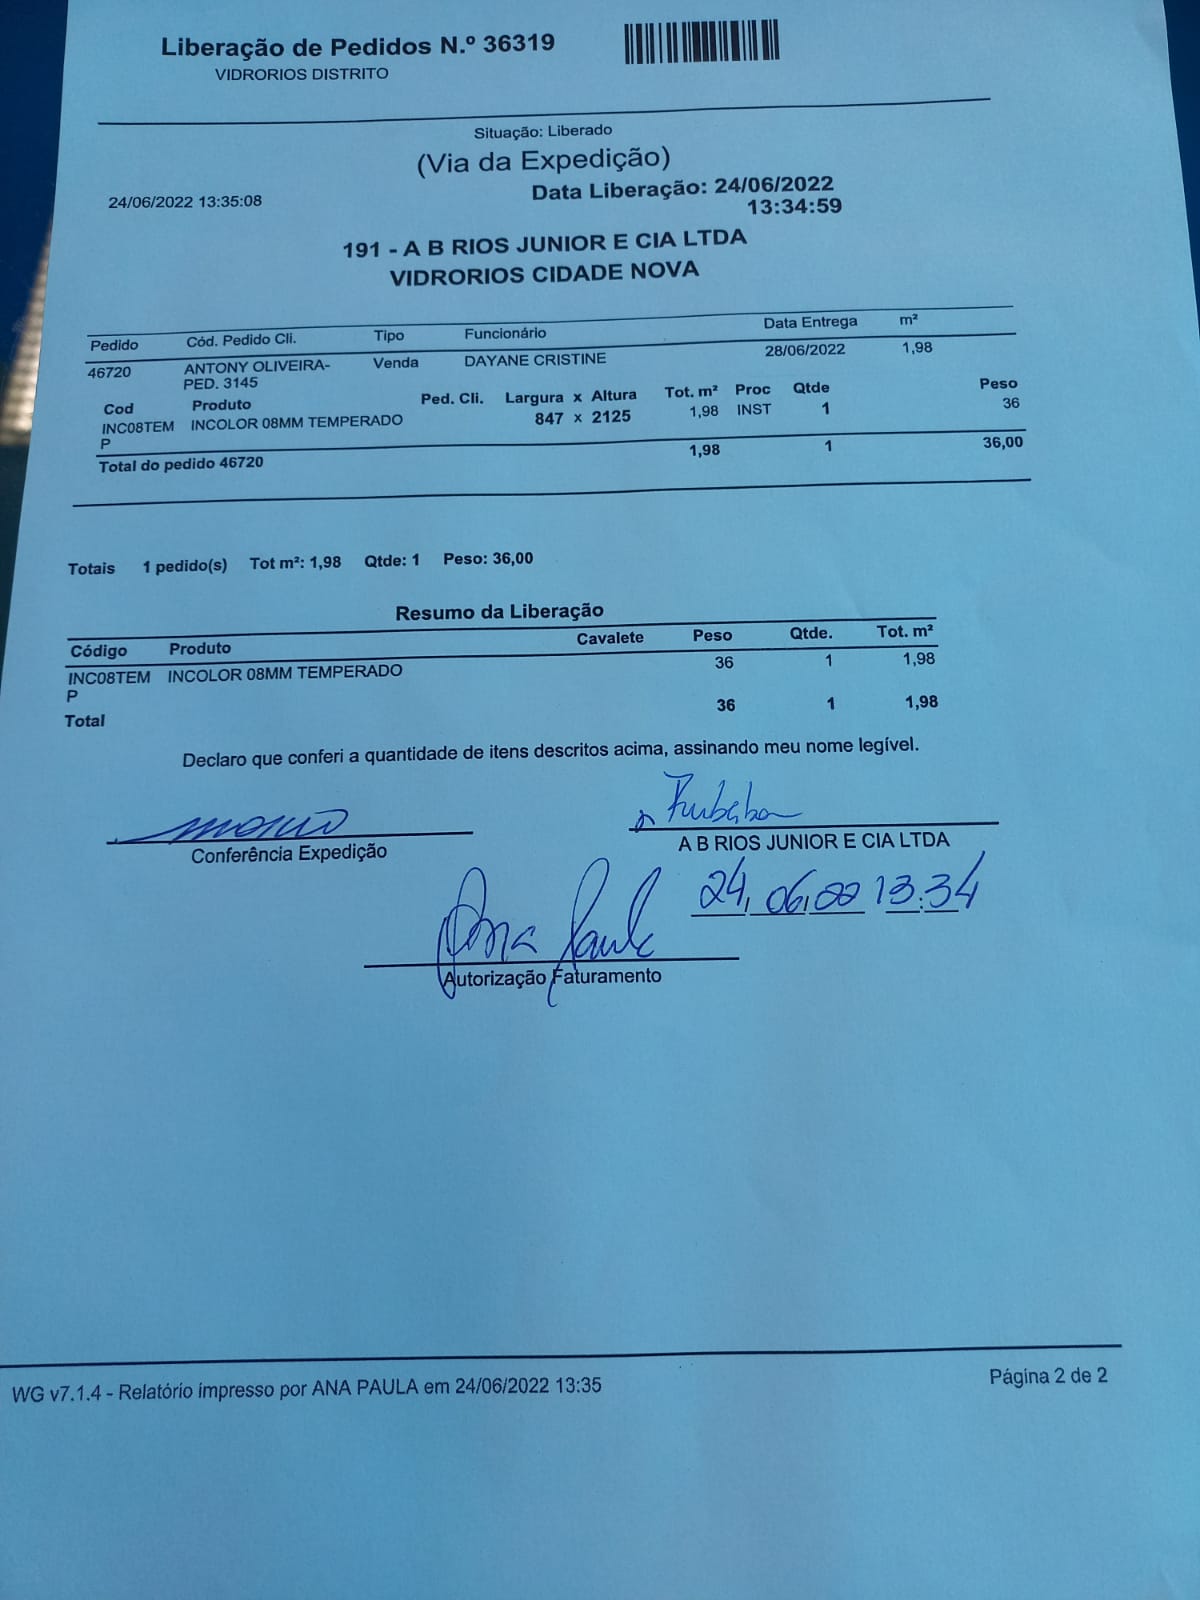 Liberação de Pedidos N.º 36319
VIDRORIOS DISTRITO
Situação: Liberado
(Via da Expedição)
24/06/2022 13:35:08
Data Liberação: 24/06/2022
13:34:59
191 - A B RIOS JUNIOR E CIA LTDA
VIDRORIOS CIDADE NOVA
Pedido Cód. Pedido Cli. Tipo Funcionário Data Entrega m²
46720 ANTONY OLIVEIRA- Venda DAYANE CRISTINE 28/06/2022 1,98
PED. 3145
Cod Produto Ped. Cli. Largura x Altura Tot. m² Proc Qtde Peso
INC08TEM INCOLOR 08MM TEMPERADO 847 x 2125 1,98 INST 1 36
P
Total do pedido 46720 1,98 1 36,00
Totais 1 pedido(s) Tot m²: 1,98 Qtde: 1 Peso: 36,00
Resumo da Liberação
Código Produto Cavalete Peso Qtde. Tot. m²
INC08TEM INCOLOR 08MM TEMPERADO 36 1 1,98
P
Total 36 1 1,98
Declaro que conferi a quantidade de itens descritos acima, assinando meu nome legível.
Conferência Expedição
A B RIOS JUNIOR E CIA LTDA
24, 06, 22 13:34
Ana Paula
Autorização Faturamento
WG v7.1.4 - Relatório impresso por ANA PAULA em 24/06/2022 13:35
Página 2 de 2